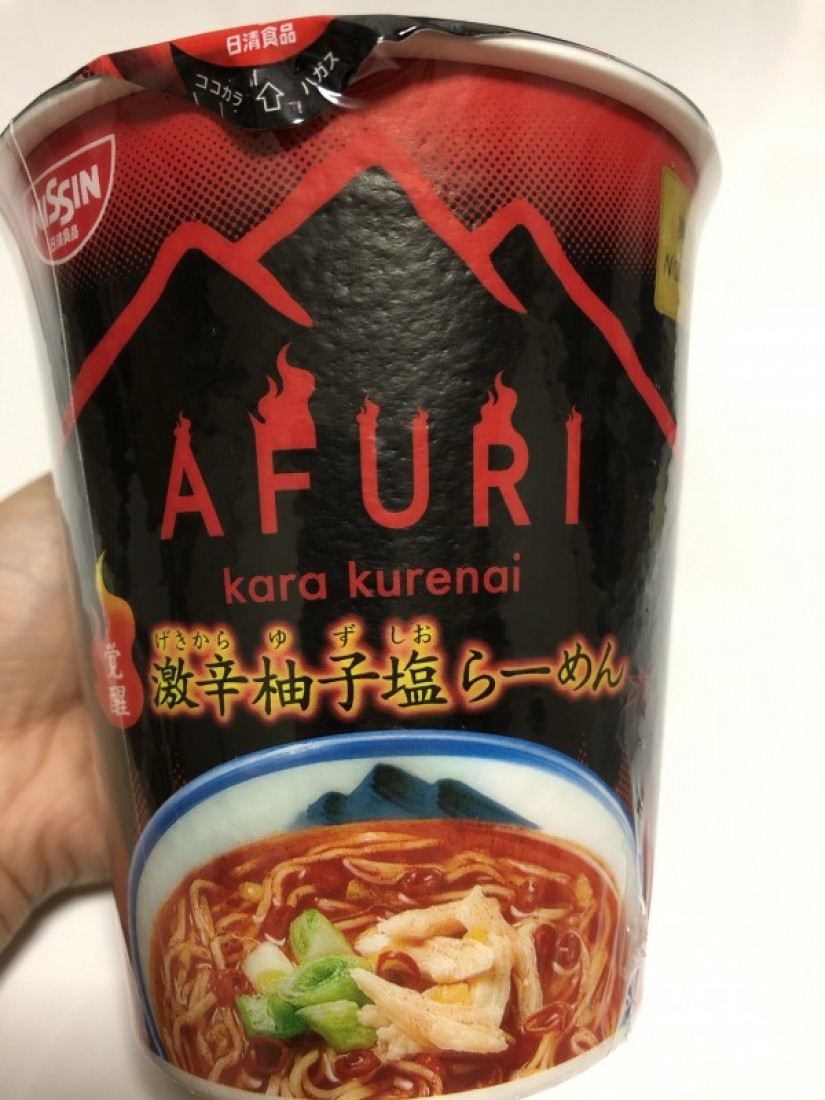 日清食品
ココカラ ハガス
NISSIN
日清食品
AFURI
kara kurenai
げきから ゆ ず しお
覚醒
激辛柚子塩らーめん